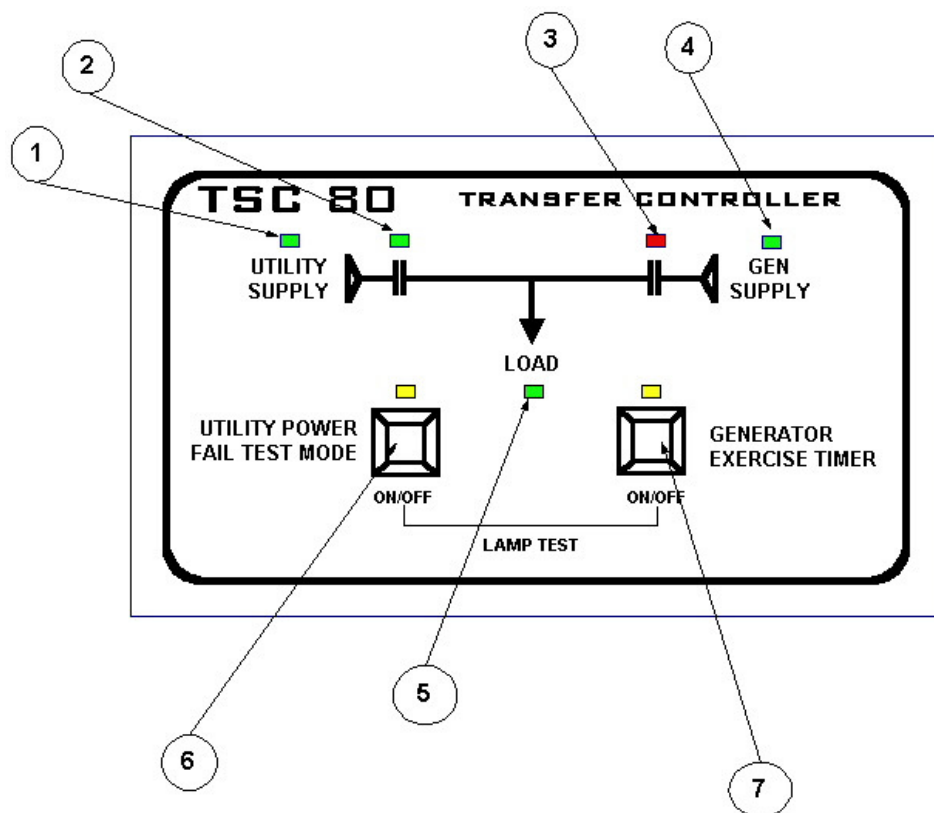 3
4
2
1
TSC 80 TRANSFER CONTROLLER
UTILITY
SUPPLY
GEN
SUPPLY
LOAD
UTILITY POWER
FAIL TEST MODE
GENERATOR
EXERCISE TIMER
ON/OFF
ON/OFF
LAMP TEST
5
6
7